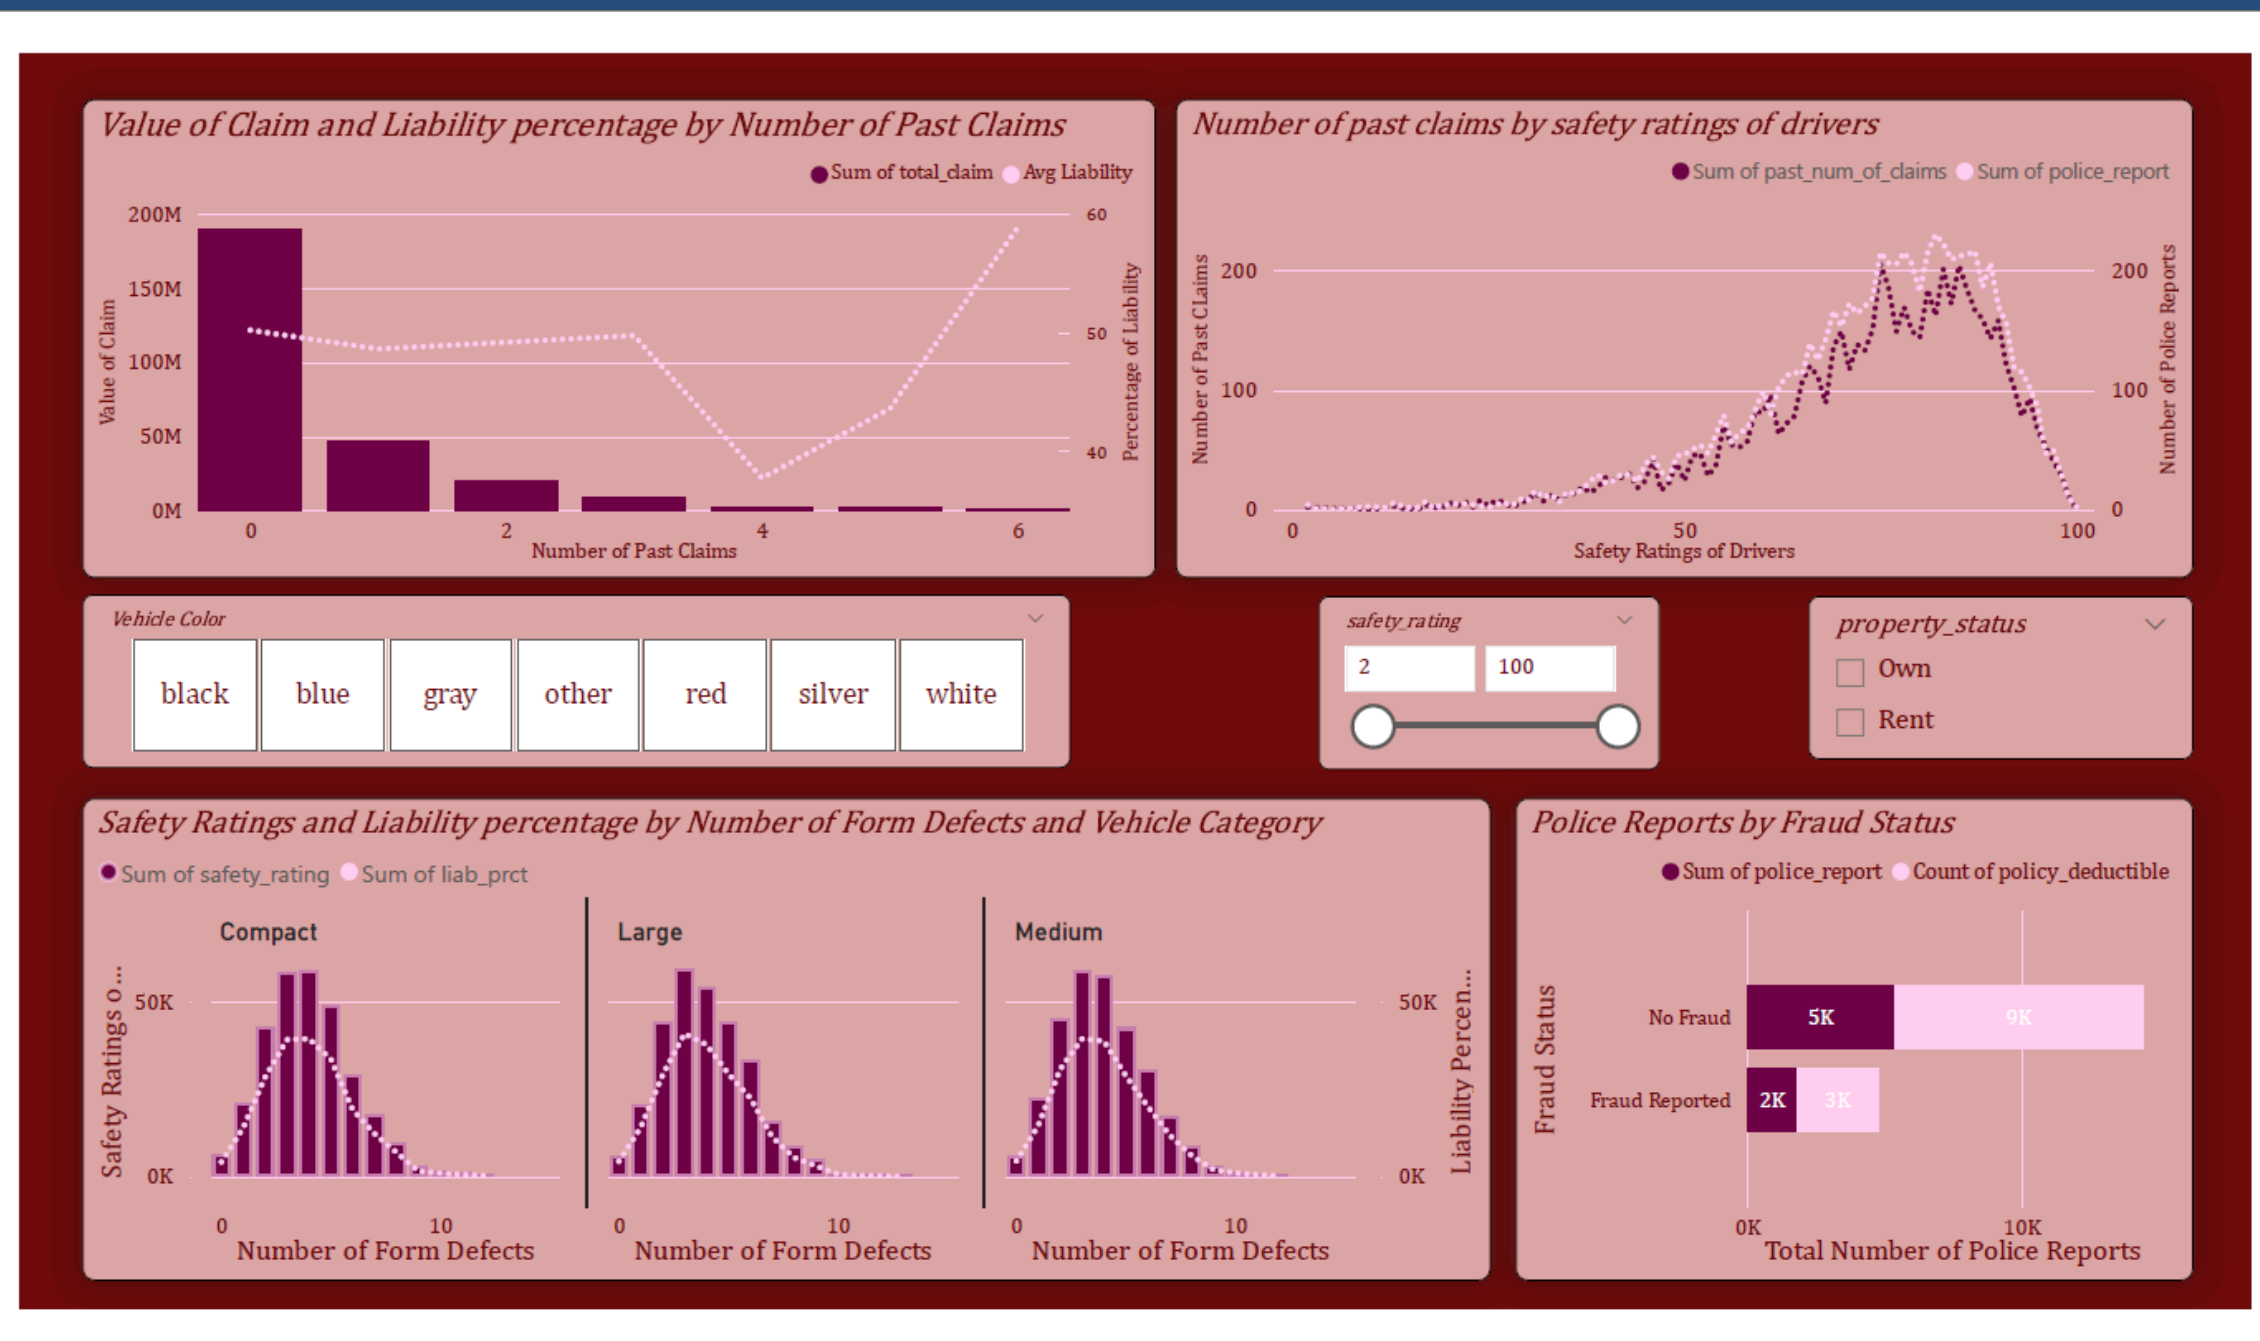 Value of Claim and Liability percentage by Number of Past Claims
Sum of total_claim Avg Liability
Value of Claim
200M
150M
100M
50M
0M
60
50
40
Percentage of Liability
0 2 4 6
Number of Past Claims
Number of past claims by safety ratings of drivers
Sum of past_num_of_claims Sum of police_report
Number of Past CLaims
200
100
0
200
100
0
Number of Police Reports
0 50 100
Safety Ratings of Drivers
Vehicle Color
black blue gray other red silver white
safety_rating
2 100
property_status
Own
Rent
Safety Ratings and Liability percentage by Number of Form Defects and Vehicle Category
Sum of safety_rating Sum of liab_prct
Compact Large Medium
Safety Ratings o...
50K
0K
50K
0K
Liability Percen...
0 10 0 10 0 10
Number of Form Defects Number of Form Defects Number of Form Defects
Police Reports by Fraud Status
Sum of police_report Count of policy_deductible
Fraud Status
No Fraud 5K 9K
Fraud Reported 2K 3K
0K 10K
Total Number of Police Reports